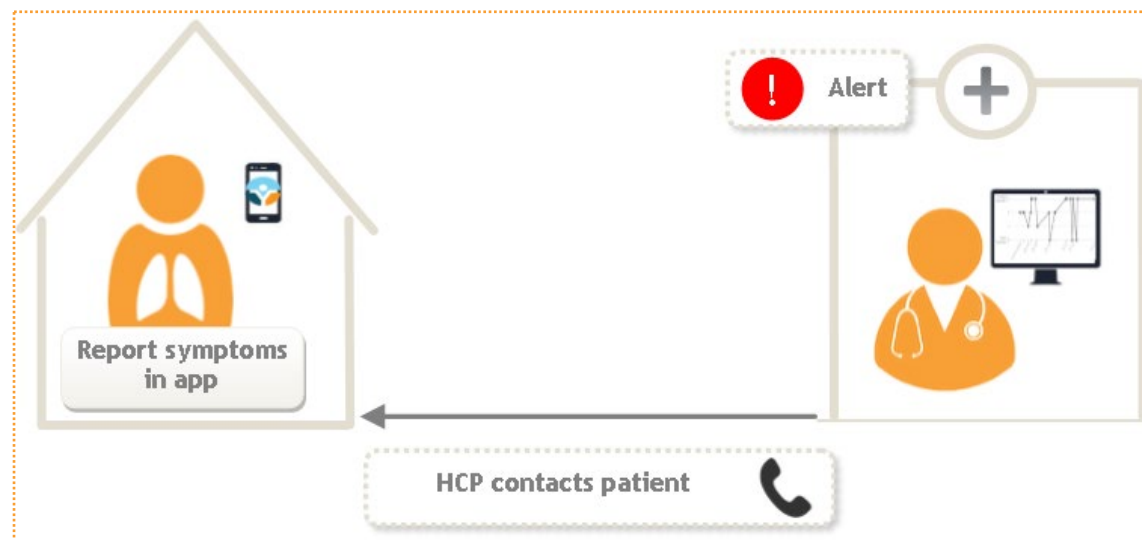 Alert
Report symptoms
in app
HCP contacts patient